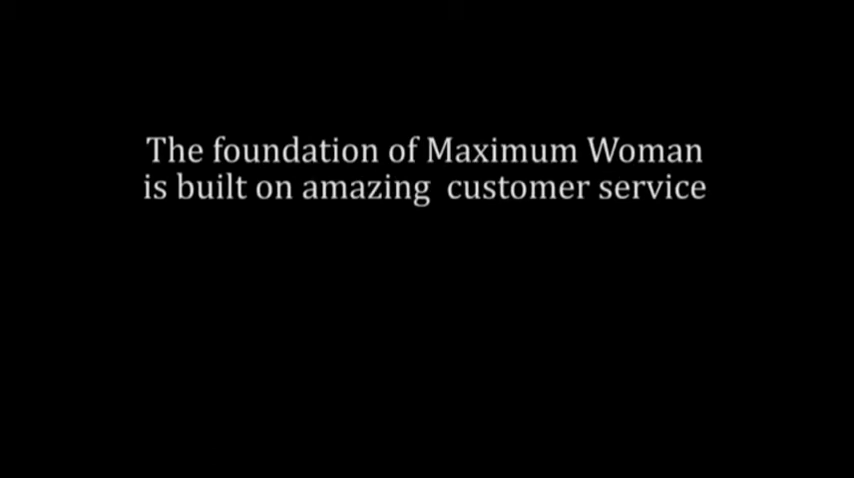 The foundation of Maximum Woman
is built on amazing  customer service